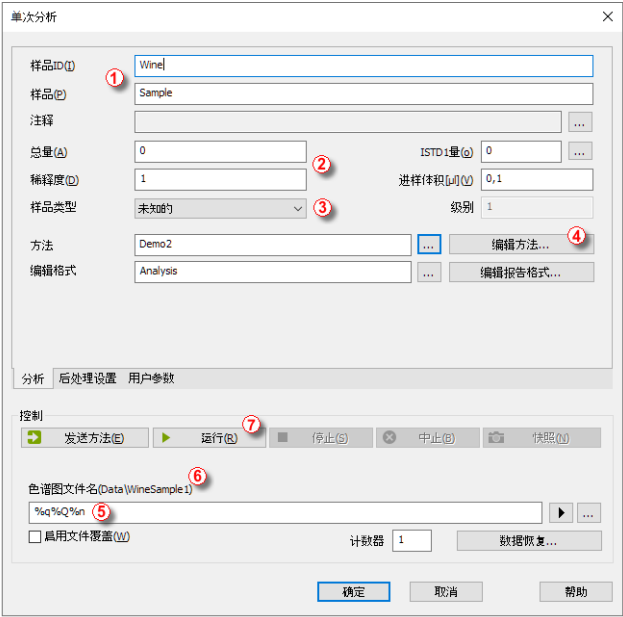 单次分析
样品ID(I) Wine
①
样品(P) Sample
注释 ...
总量(A) 0 ISTD1量(o) 0 ...
②
稀释度(D) 1 进样体积[µl](V) 0,1
样品类型 未知的 ③ 级别 1
方法 Demo2 ... 编辑方法... ④
编辑格式 Analysis ... 编辑报告格式...
分析 后处理设置 用户参数
控制
发送方法(E) 运行(R) ⑦ 停止(S) 中止(B) 快照(N)
⑥
色谱图文件名(Data\WineSample1)
%q%Q%n ⑤ ...
启用文件覆盖(W) 计数器 1 数据恢复...
确定 取消 帮助